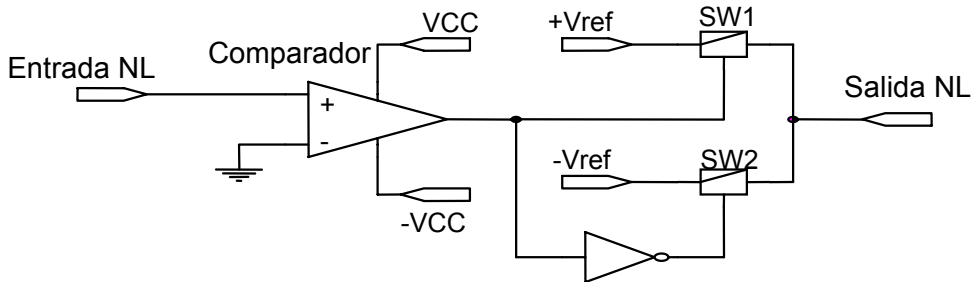 VCC
+Vref
SW1
Comparador
Entrada NL
Salida NL
+
-
-Vref
SW2
-VCC